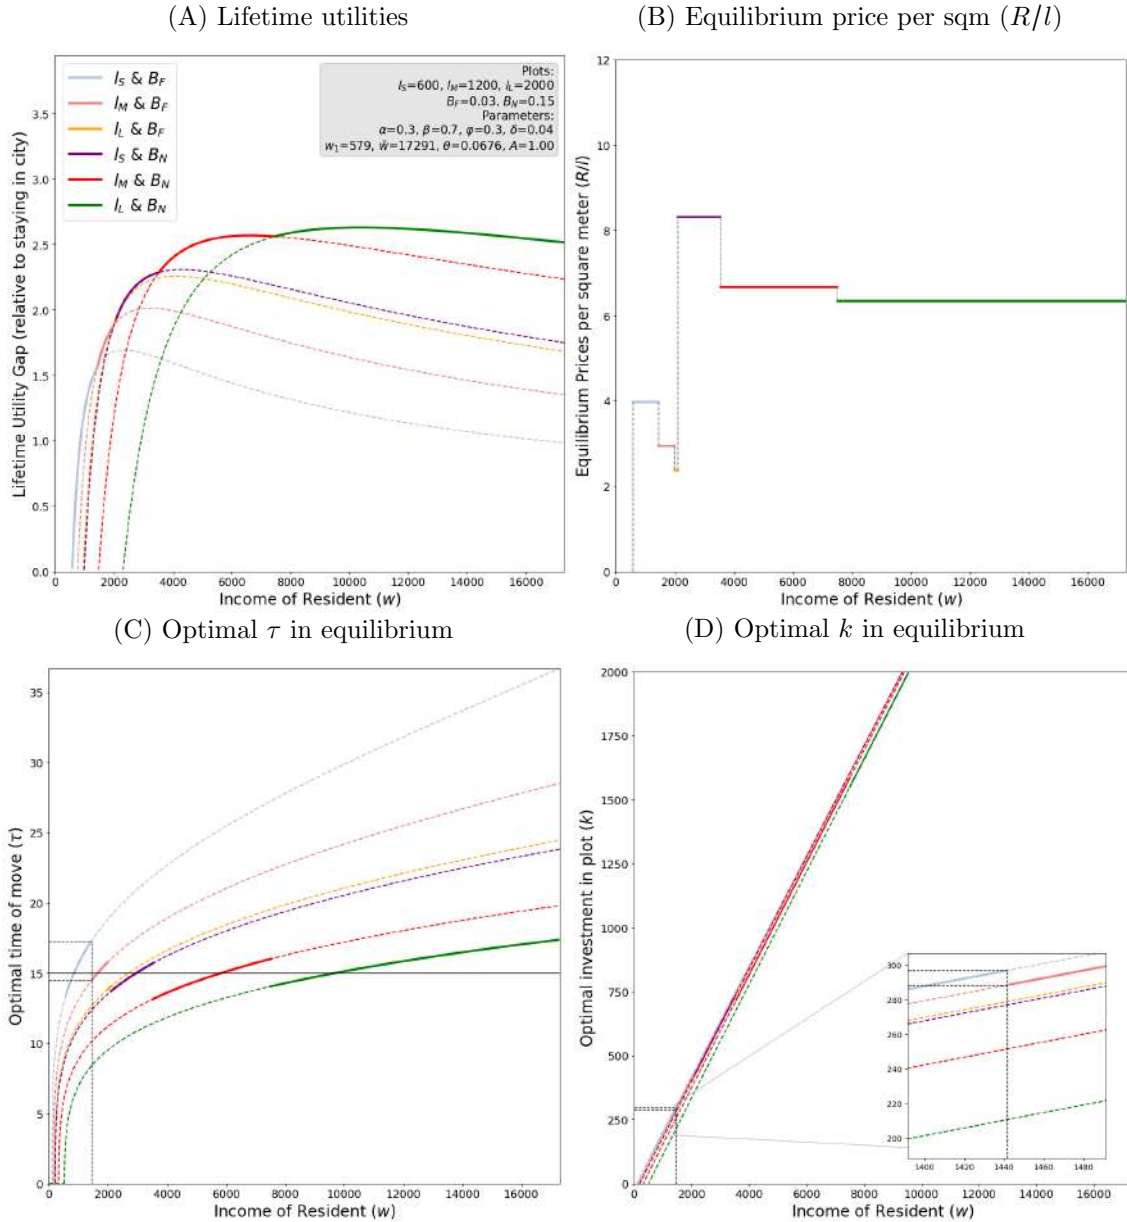 (A) Lifetime utilities
(B) Equilibrium price per sqm (R/l)
Lifetime Utility Gap (relative to staying in city)
3.5
3.0
2.5
2.0
1.5
1.0
0.5
0.0
I_S & B_F
I_M & B_F
I_L & B_F
I_S & B_N
I_M & B_N
I_L & B_N
Plots:
I_S=600, I_M=1200, I_L=2000
B_F=0.03, B_N=0.15
Parameters:
α=0.3, β=0.7, φ=0.3, δ=0.04
w_1=579, w̄=17291, θ=0.0676, A=1.00
0 2000 4000 6000 8000 10000 12000 14000 16000
Income of Resident (w)
Equilibrium Prices per square meter (R/l)
12
10
8
6
4
2
0
0 2000 4000 6000 8000 10000 12000 14000 16000
Income of Resident (w)
(C) Optimal τ in equilibrium
(D) Optimal k in equilibrium
Optimal time of move (τ)
35
30
25
20
15
10
5
0
0 2000 4000 6000 8000 10000 12000 14000 16000
Income of Resident (w)
Optimal investment in plot (k)
2000
1750
1500
1250
1000
750
500
250
0
300
280
260
240
220
200
1400 1420 1440 1460 1480
0 2000 4000 6000 8000 10000 12000 14000 16000
Income of Resident (w)